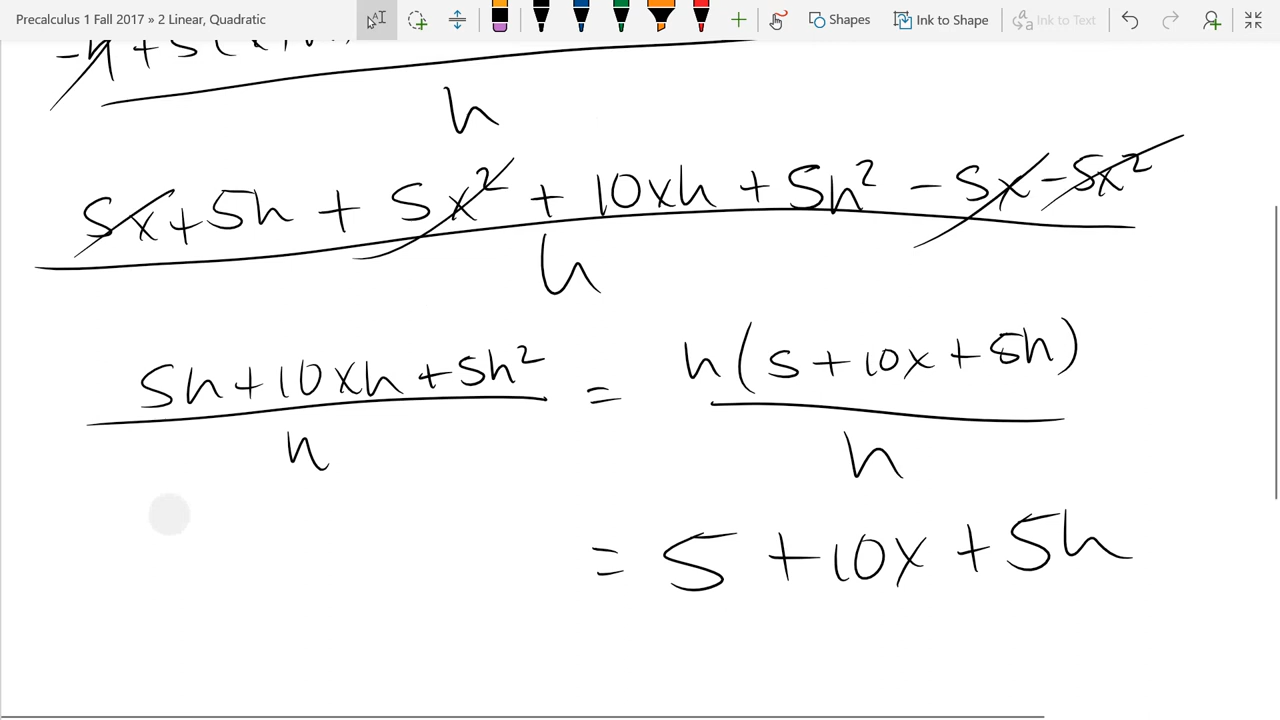 Precalculus 1 Fall 2017 » 2 Linear, Quadratic
Shapes
Ink to Shape
Ink to Text
h
5x + 5h + 5x² + 10xh + 5h² - 5x - 5x²
h
5h + 10xh + 5h² = h(5 + 10x + 5h)
h h
= 5 + 10x + 5h